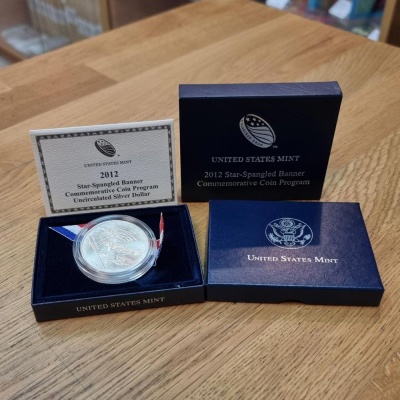 UNITED STATES MINT
2012 Star-Spangled Banner
Commemorative Coin Program
UNITED STATES MINT
2012
Star-Spangled Banner
Commemorative Coin Program
Uncirculated Silver Dollar
UNITED STATES MINT
UNITED STATES MINT